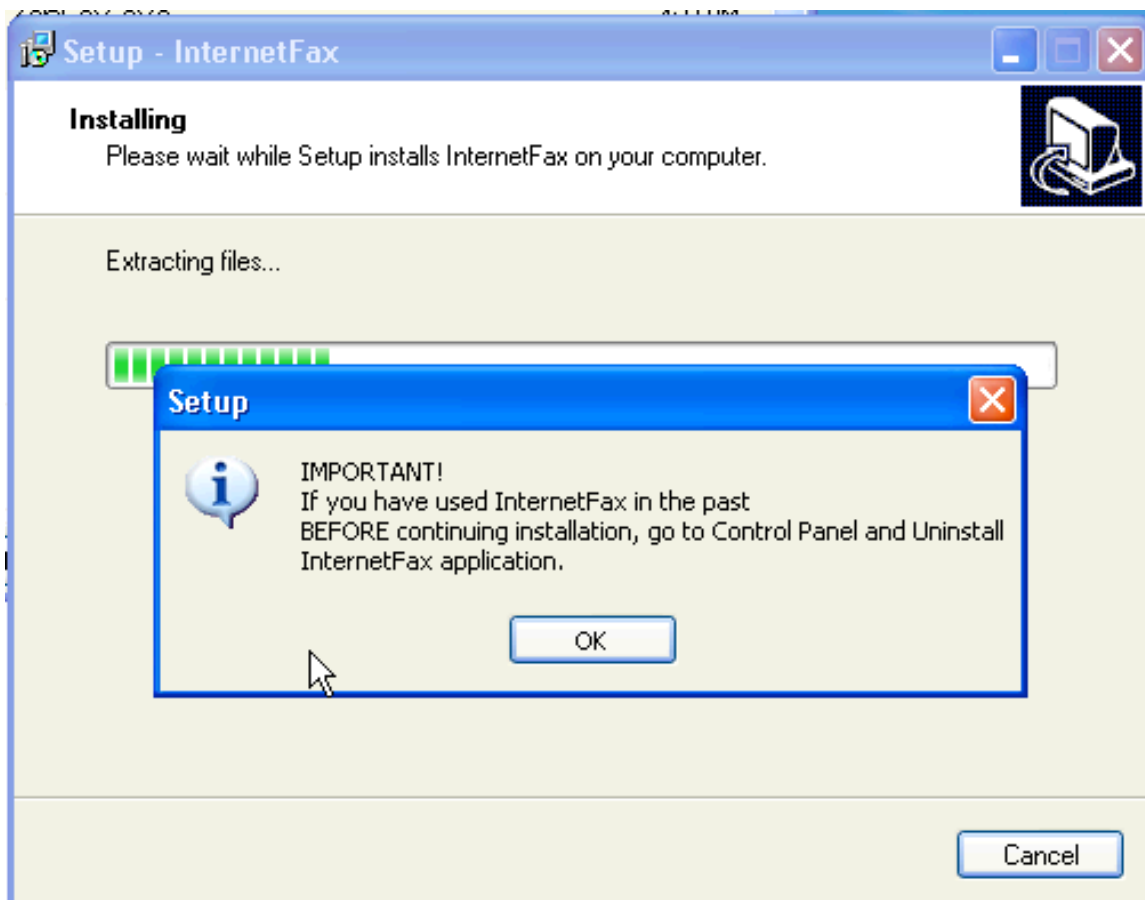 Setup - InternetFax
Installing
Please wait while Setup installs InternetFax on your computer.
Extracting files...
Setup
IMPORTANT!
If you have used InternetFax in the past
BEFORE continuing installation, go to Control Panel and Uninstall
InternetFax application.
OK
Cancel